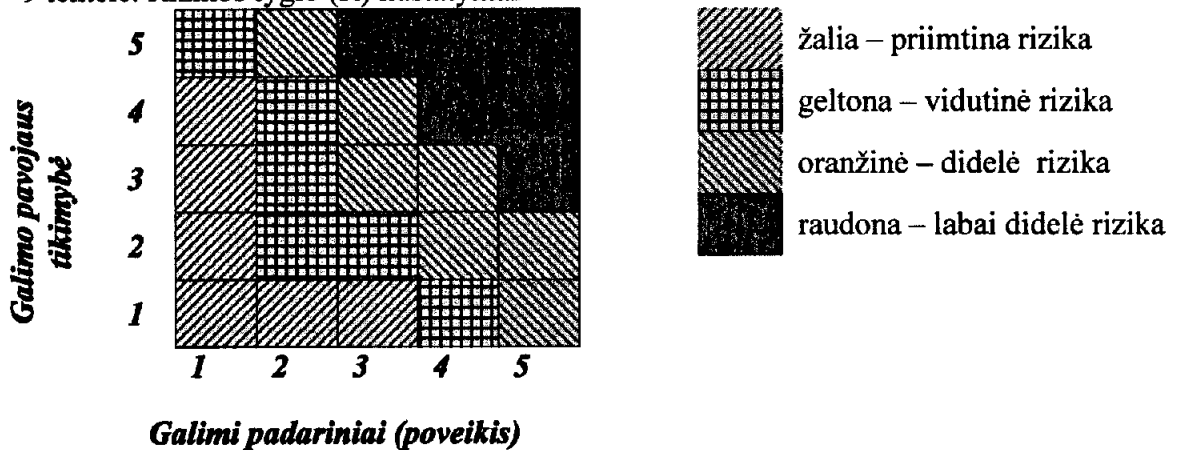 5
4
3
2
1
Galimo pavojaus
tikimybė
1 2 3 4 5
Galimi padariniai (poveikis)
žalia – priimtina rizika
geltona – vidutinė rizika
oranžinė – didelė rizika
raudona – labai didelė rizika